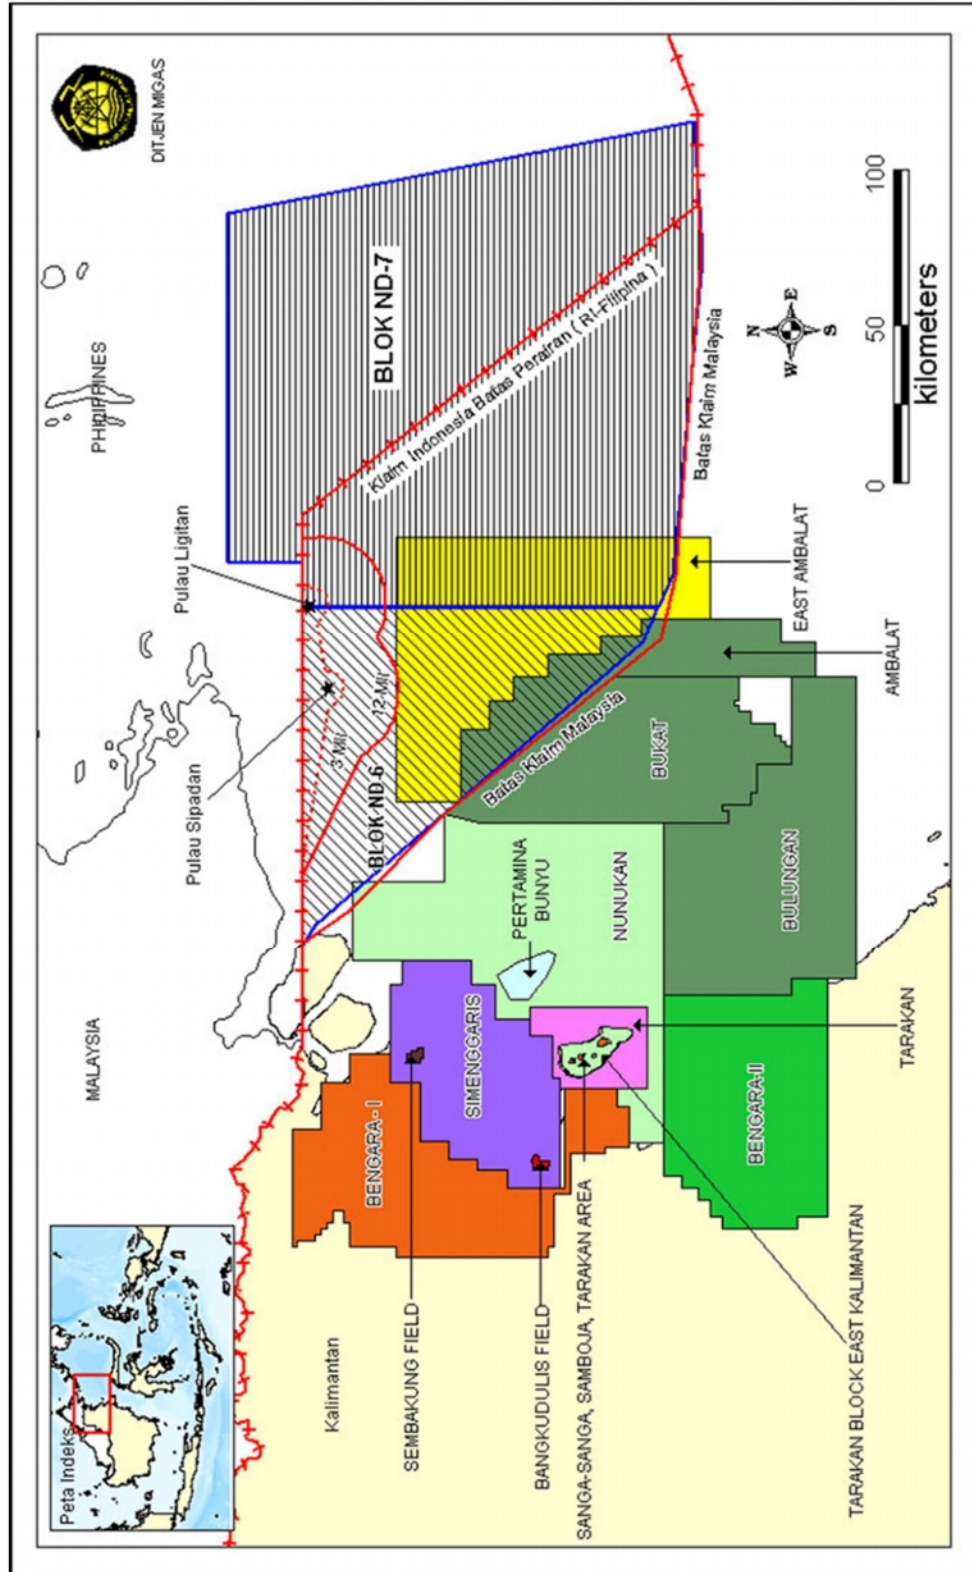 Peta Indeks
MALAYSIA
PHILIPPINES
DITJEN MIGAS
Pulau Sipadan
Pulau Ligitan
BLOK ND-7
Klaim Indonesia Batas Perairan ( RI-Filipina )
3 Mil
12 Mil
BLOK ND-6
Kalimantan
BENGARA - I
SIMENGGARIS
SEMBAKUNG FIELD
BANGKUDULIS FIELD
SANGA-SANGA, SAMBOJA, TARAKAN AREA
TARAKAN BLOCK EAST KALIMANTAN
PERTAMINA
BUNYU
NUNUKAN
BUKAT
Batas Klaim Malaysia
Batas Klaim Malaysia
BENGARA-II
BULUNGAN
TARAKAN
AMBALAT
EAST AMBALAT
N
W
E
S
0
50
100
kilometers